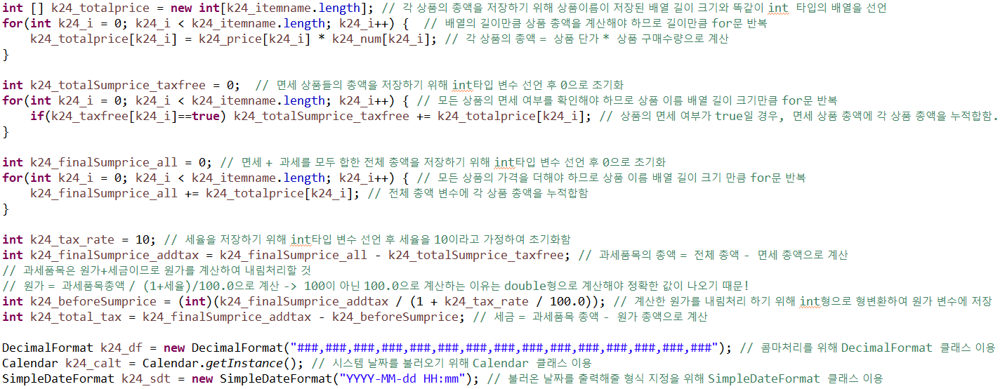 int [] k24_totalprice = new int[k24_itemname.length]; // 각 상품의 총액을 저장하기 위해 상품이름이 저장된 배열 길이 크기와 똑같이 int 타입의 배열을 선언
for(int k24_i = 0; k24_i < k24_itemname.length; k24_i++) {  // 배열의 길이만큼 상품 총액을 계산해야 하므로 길이만큼 for문 반복
    k24_totalprice[k24_i] = k24_price[k24_i] * k24_num[k24_i]; // 각 상품의 총액 = 상품 단가 * 상품 구매수량으로 계산
}

int k24_totalSumprice_taxfree = 0;  // 면세 상품들의 총액을 저장하기 위해 int타입 변수 선언 후 0으로 초기화
for(int k24_i = 0; k24_i < k24_itemname.length; k24_i++) { // 모든 상품의 면세 여부를 확인해야 하므로 상품 이름 배열 길이 크기만큼 for문 반복
    if(k24_taxfree[k24_i]==true) k24_totalSumprice_taxfree += k24_totalprice[k24_i]; // 상품의 면세 여부가 true일 경우, 면세 상품 총액에 각 상품 총액을 누적합함.
}

int k24_finalSumprice_all = 0; // 면세 + 과세를 모두 합한 전체 총액을 저장하기 위해 int타입 변수 선언 후 0으로 초기화
for(int k24_i = 0; k24_i < k24_itemname.length; k24_i++) { // 모든 상품의 가격을 더해야 하므로 상품 이름 배열 길이 크기 만큼 for문 반복
    k24_finalSumprice_all += k24_totalprice[k24_i]; // 전체 총액 변수에 각 상품 총액을 누적합함
}

int k24_tax_rate = 10; // 세율을 저장하기 위해 int타입 변수 선언 후 세율을 10이라고 가정하여 초기화함
int k24_finalSumprice_addtax = k24_finalSumprice_all - k24_totalSumprice_taxfree; // 과세품목의 총액 = 전체 총액 - 면세 총액으로 계산
// 과세품목은 원가+세금이므로 원가를 계산하여 내림처리할 것
// 원가 = 과세품목총액 / (1+세율)/100.0으로 계산 -> 100이 아닌 100.0으로 계산하는 이유는 double형으로 계산해야 정확한 값이 나오기 때문!
int k24_beforeSumprice = (int)(k24_finalSumprice_addtax / (1 + k24_tax_rate / 100.0)); // 계산한 원가를 내림처리 하기 위해 int형으로 형변환하여 원가 변수에 저장
int k24_total_tax = k24_finalSumprice_addtax - k24_beforeSumprice; // 세금 = 과세품목 총액 - 원가 총액으로 계산

DecimalFormat k24_df = new DecimalFormat("###,###,###,###,###,###,###,###,###,###,###,###,###,###,###"); // 콤마처리를 위해 DecimalFormat 클래스 이용
Calendar k24_calt = Calendar.getInstance(); // 시스템 날짜를 불러오기 위해 Calendar 클래스 이용
SimpleDateFormat k24_sdt = new SimpleDateFormat("YYYY-MM-dd HH:mm"); // 불러온 날짜를 출력해줄 형식 지정을 위해 SimpleDateFormat 클래스 이용